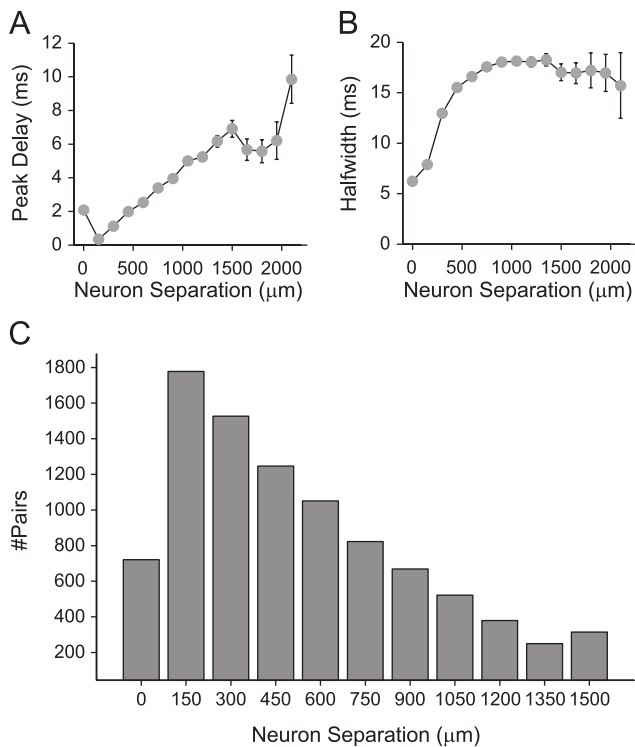 A
12
10
8
6
4
2
0
Peak Delay (ms)
0 500 1000 1500 2000
Neuron Separation (μm)
B
20
15
10
5
0
Halfwidth (ms)
0 500 1000 1500 2000
Neuron Separation (μm)
C
1800
1600
1400
1200
1000
800
600
400
200
#Pairs
0 150 300 450 600 750 900 1050 1200 1350 1500
Neuron Separation (μm)